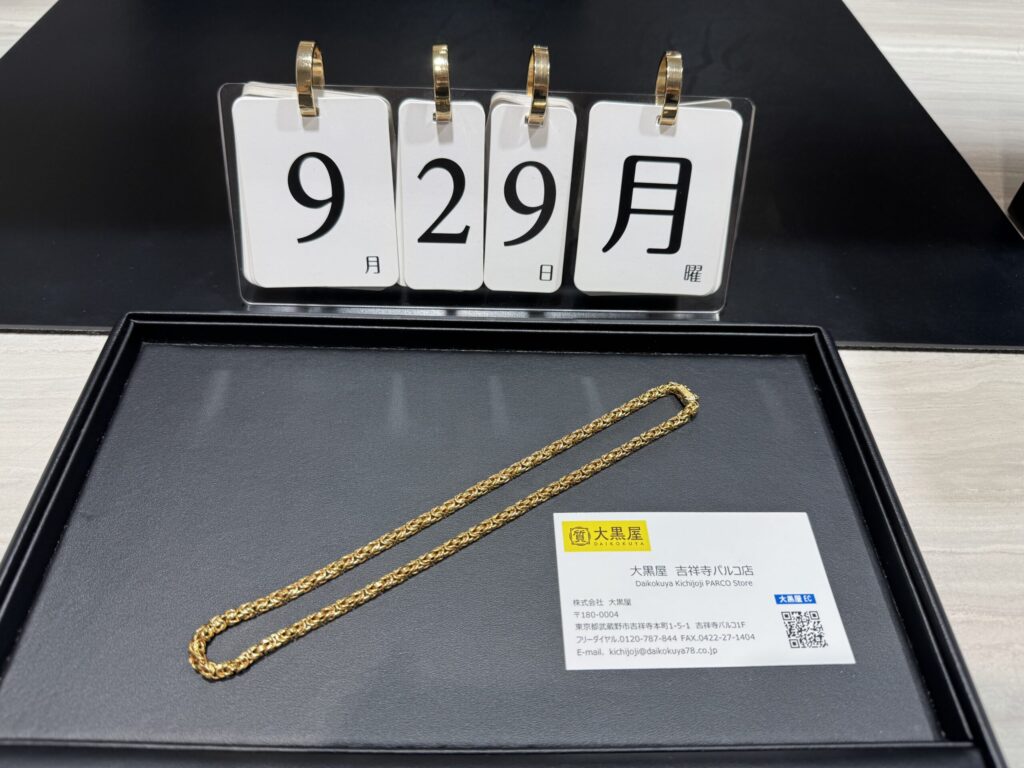 9月
29日
月曜
質 大黒屋
DAIKOKUYA
大黒屋 吉祥寺パルコ店
Daikokuya Kichijoji PARCO Store
株式会社 大黒屋
〒180-0004
東京都武蔵野市吉祥寺本町1-5-1 吉祥寺パルコ1F
フリーダイヤル.0120-787-844 FAX.0422-27-1404
E-mail. kichijoji@daikokuya78.co.jp
大黒屋 EC